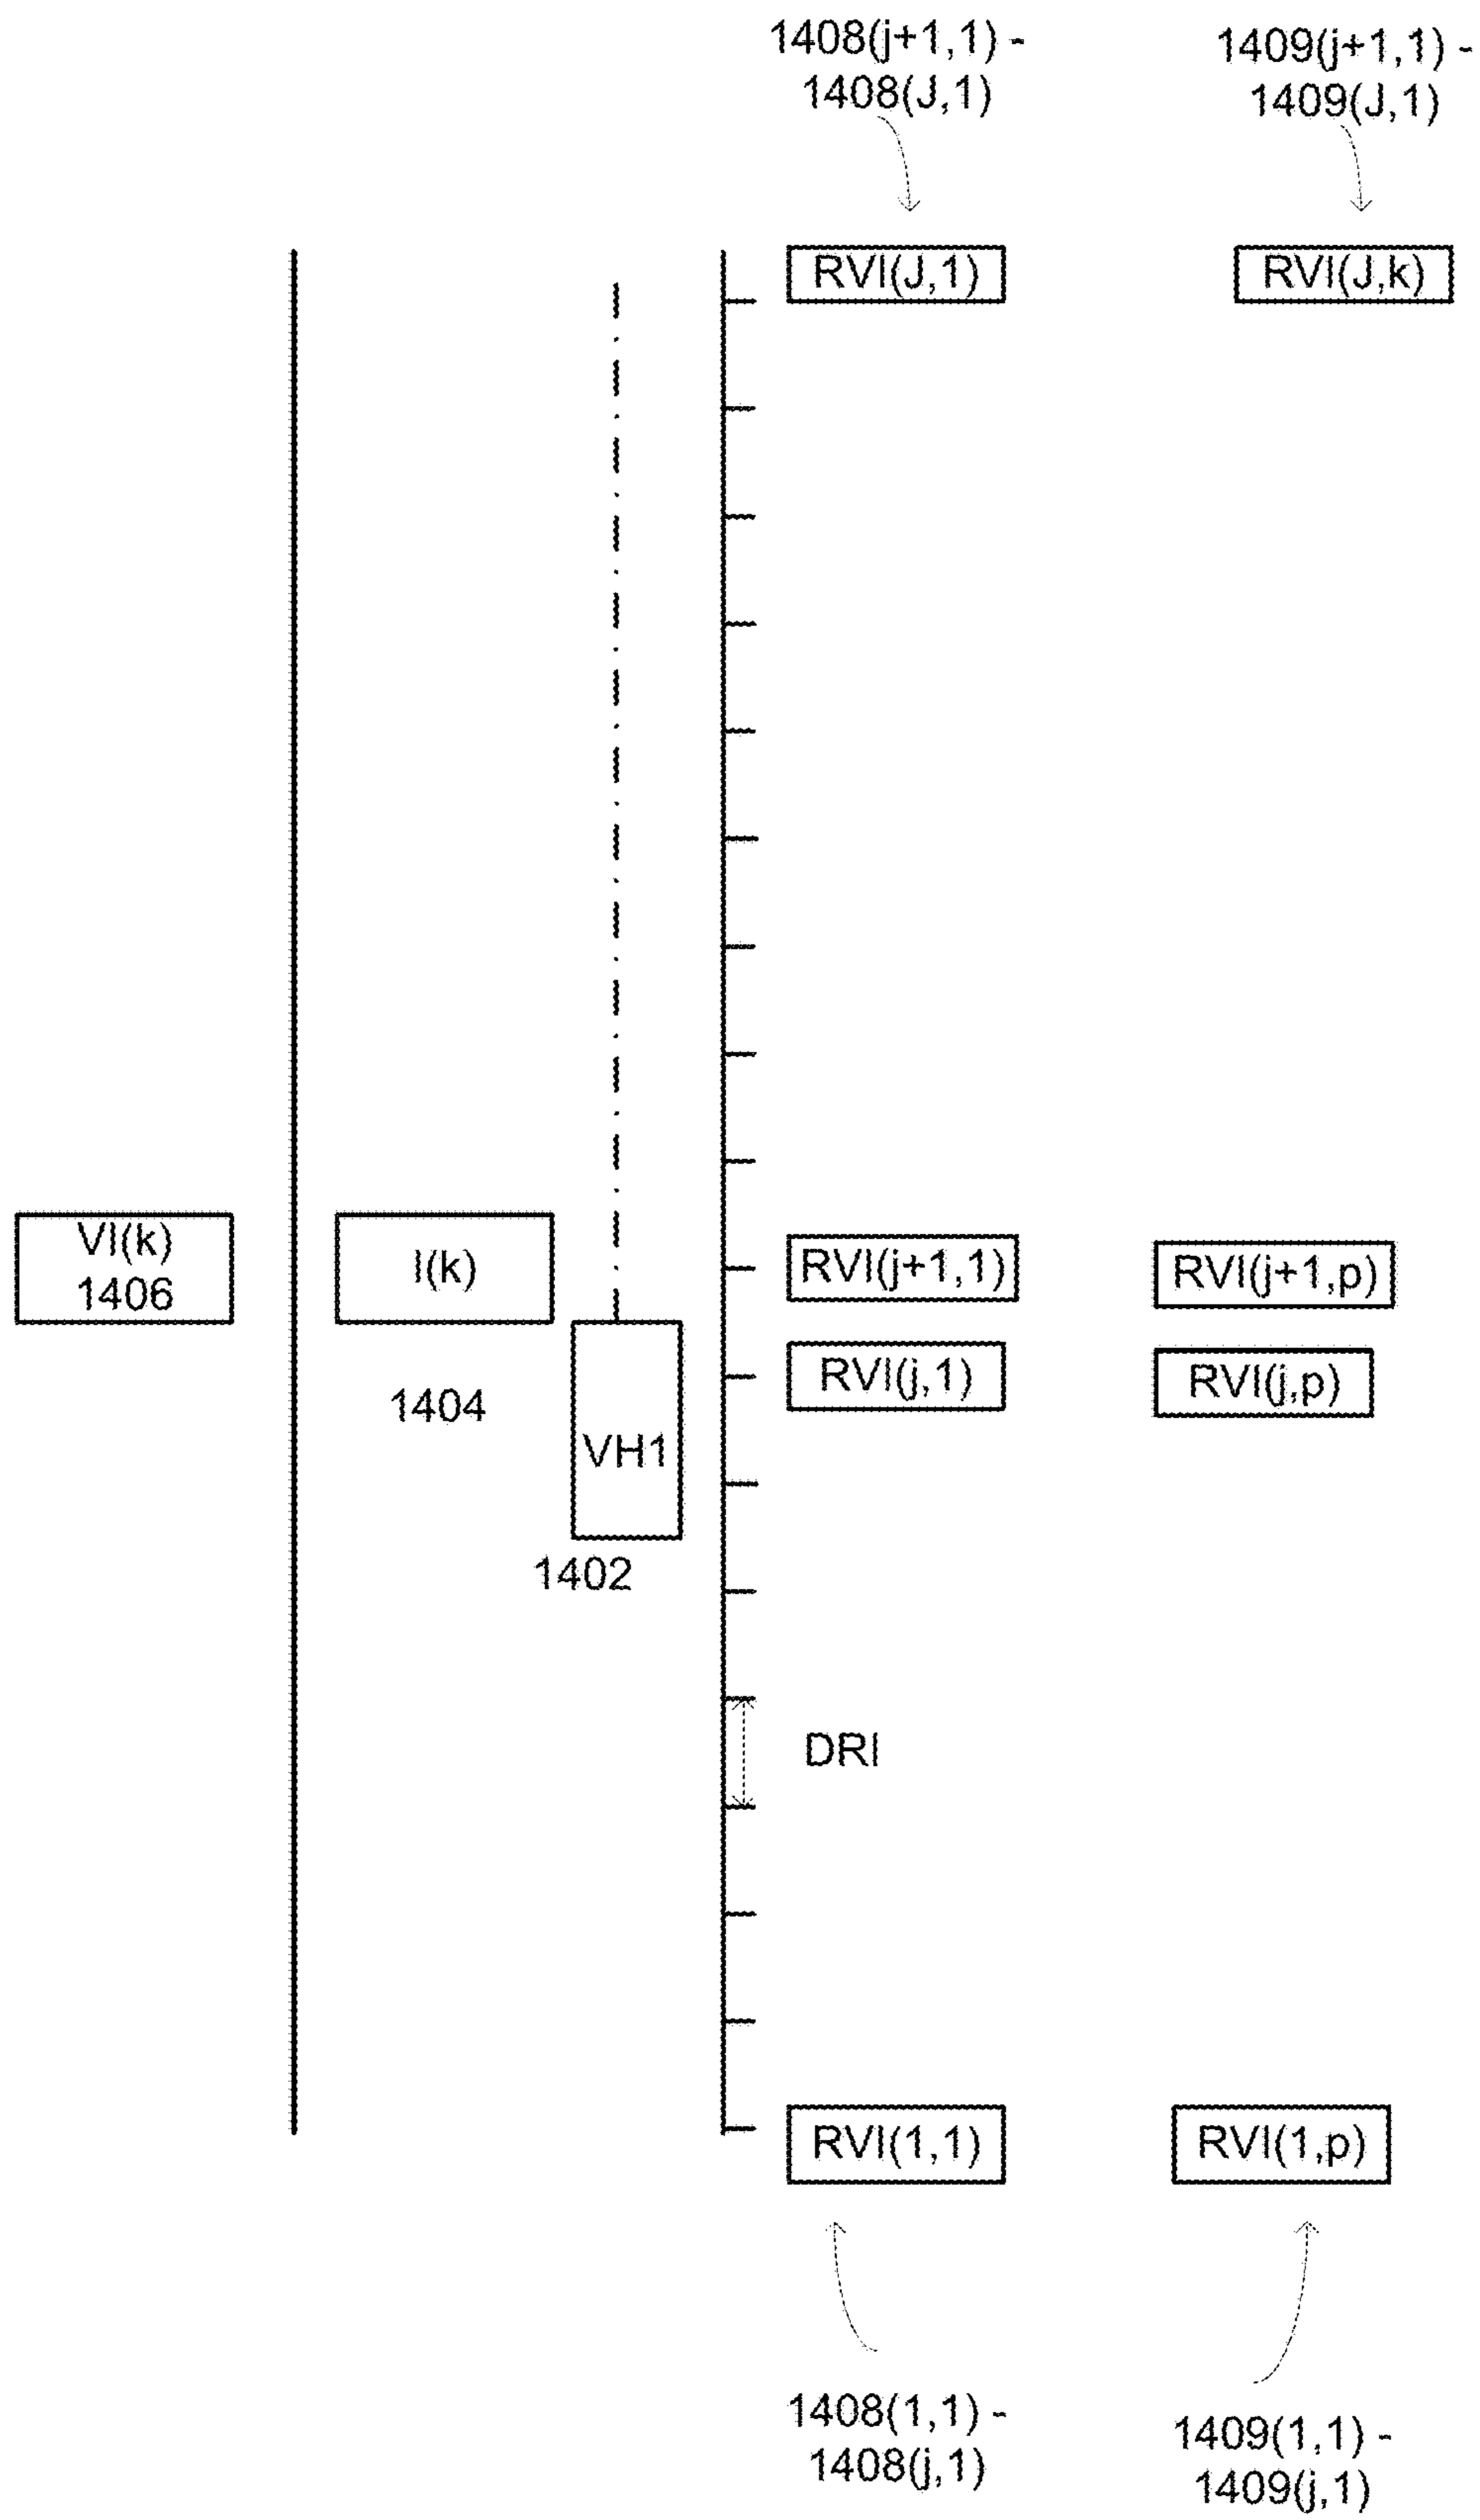 1408(j+1,1) -
1408(J,1)
1409(j+1,1) -
1409(J,1)
RVI(J,1)
RVI(J,k)
VI(k)
1406
I(k)
RVI(j+1,1)
RVI(j+1,p)
1404
VH1
RVI(j,1)
RVI(j,p)
1402
DRI
RVI(1,1)
RVI(1,p)
1408(1,1) -
1408(j,1)
1409(1,1) -
1409(j,1)